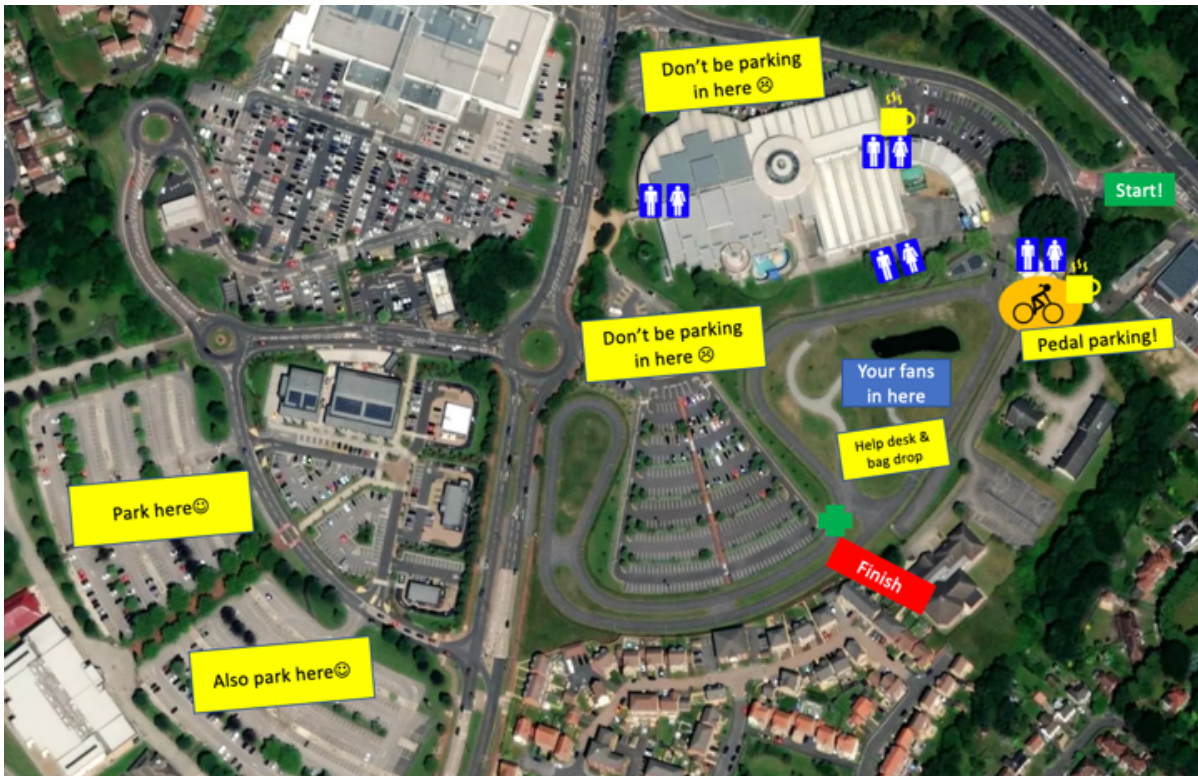 Don't be parking
in here ☹
Start!
Don't be parking
in here ☹
Pedal parking!
Your fans
in here
Help desk &
bag drop
Park here☺
Finish
Also park here☺